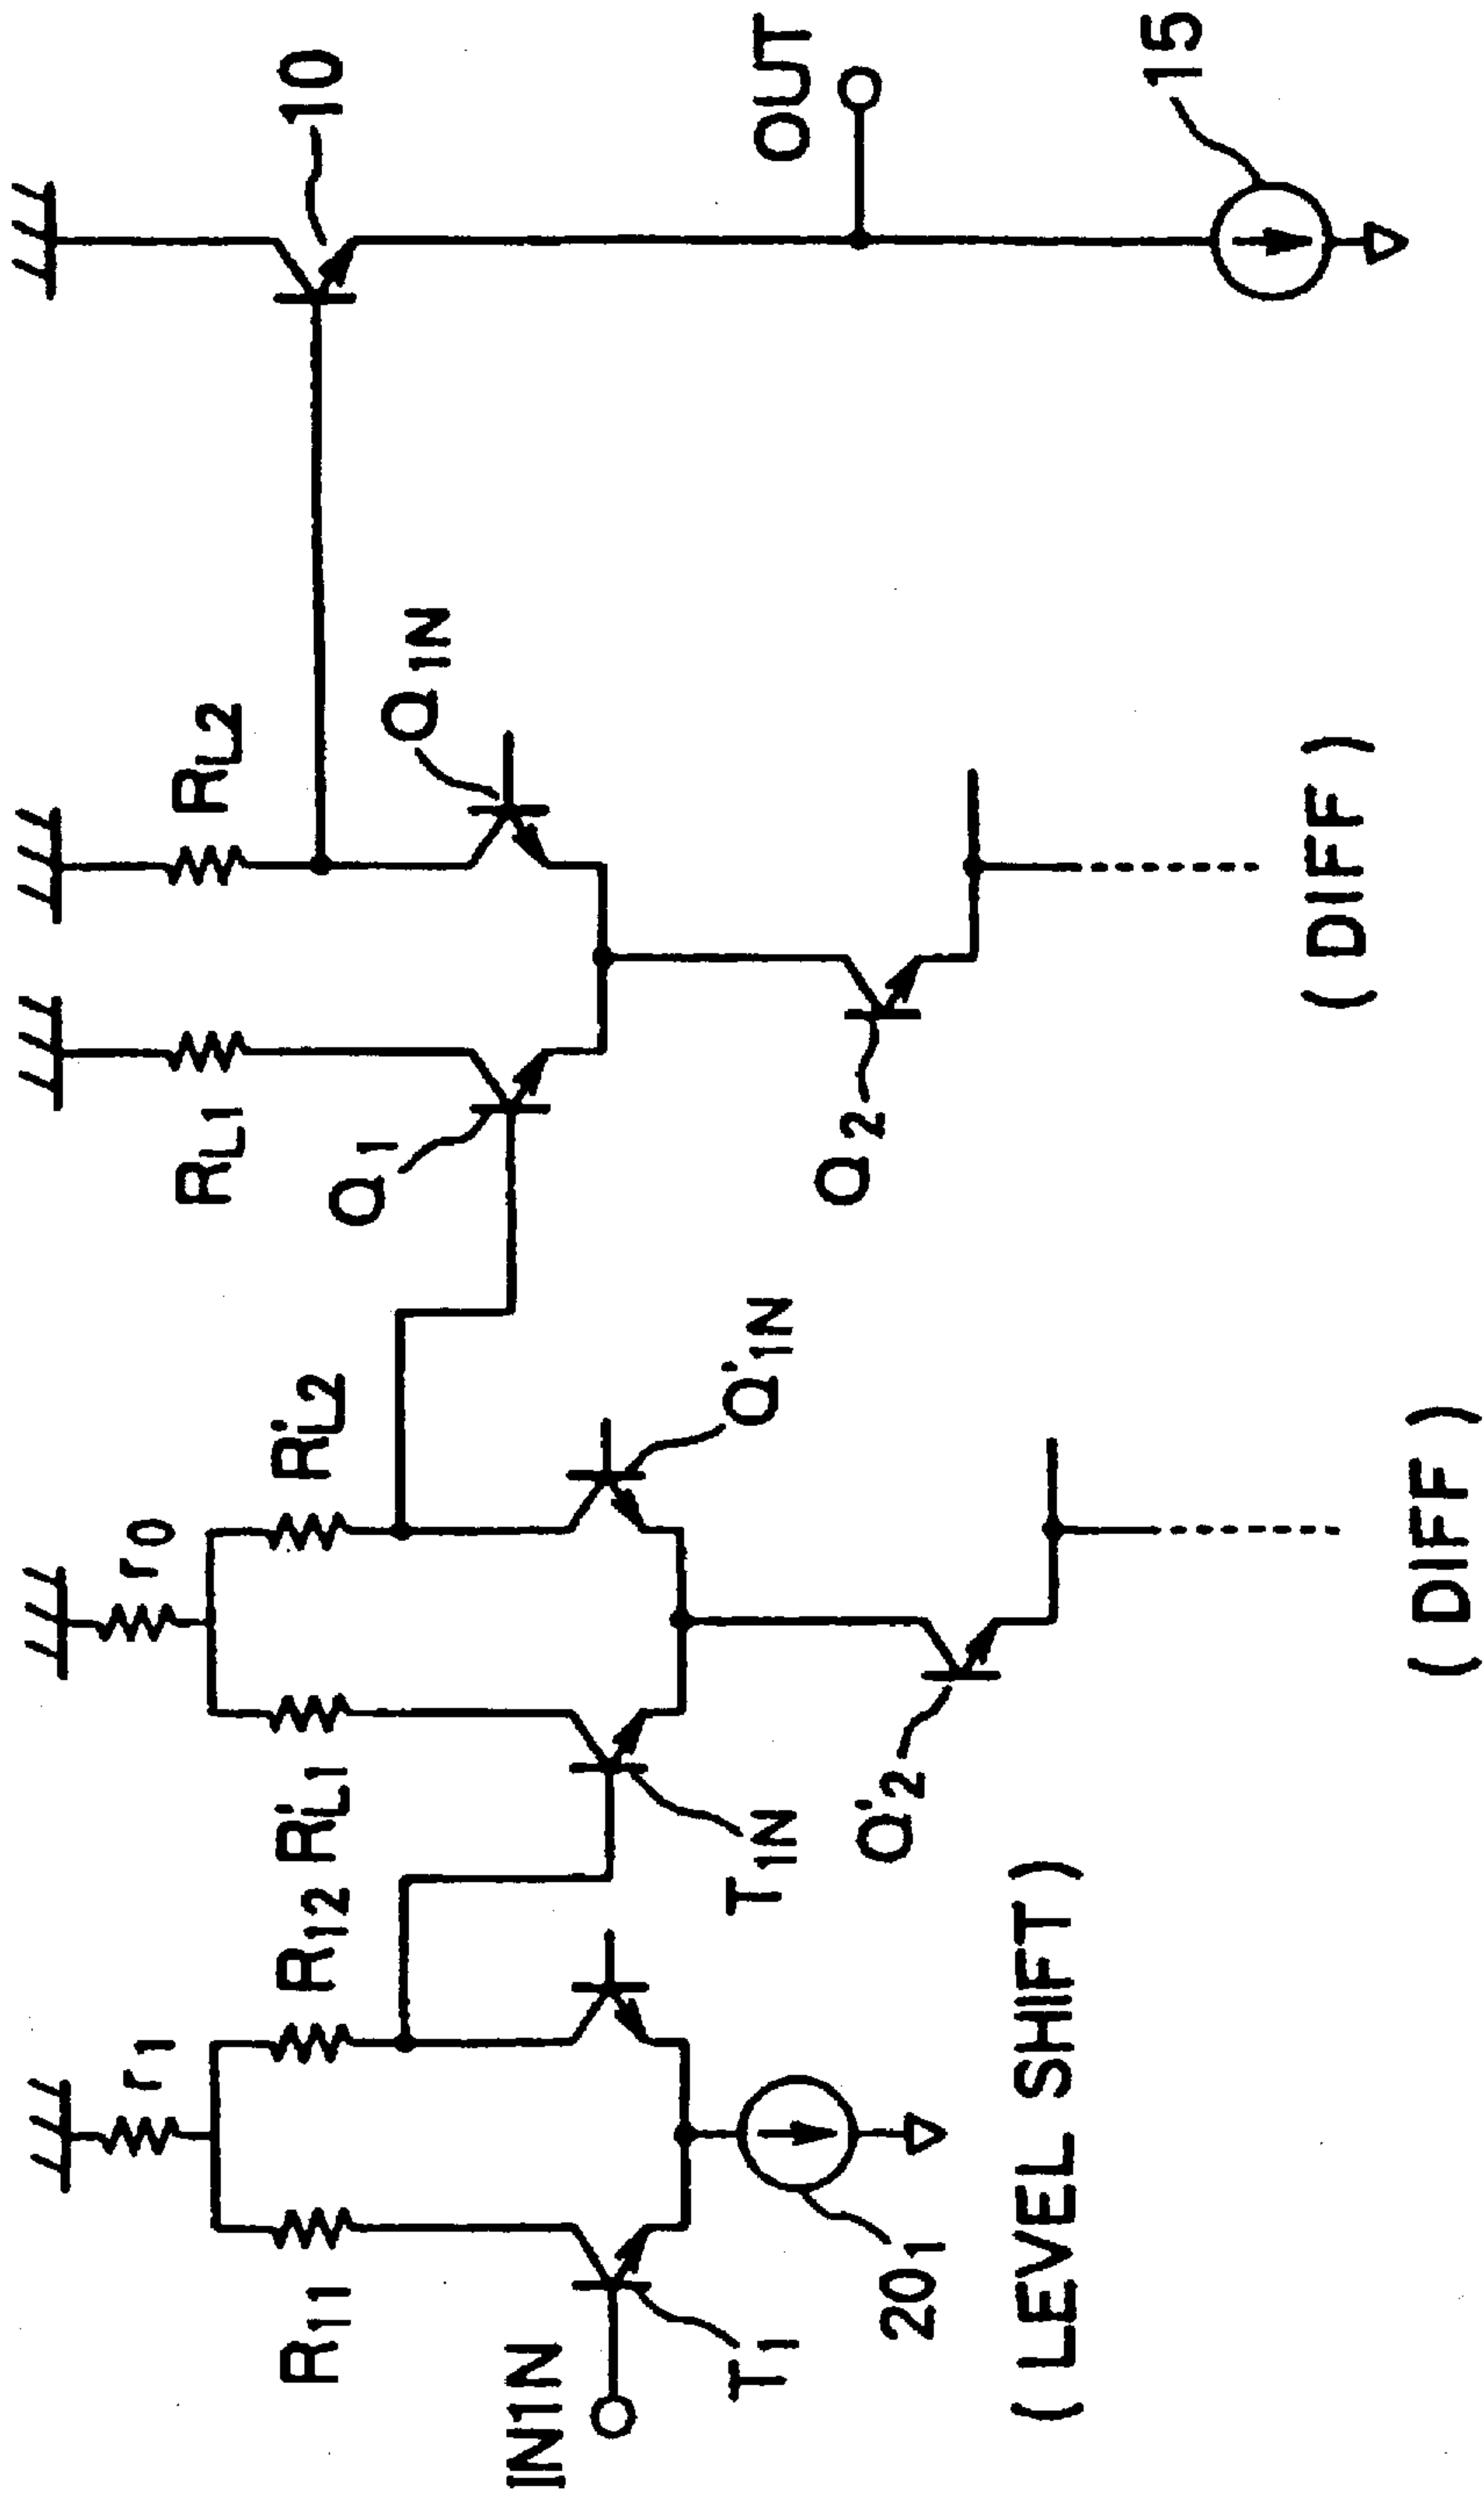 r1
r0
RL2
10
R11
R12
R'L1
R'L2
RL1
Q1
Q1N
IN1N
T1
T1N
Q'1N
OUT
201
Q'2
Q2
15
( LEVEL SHIFT )
( DIFF )
( DIFF )